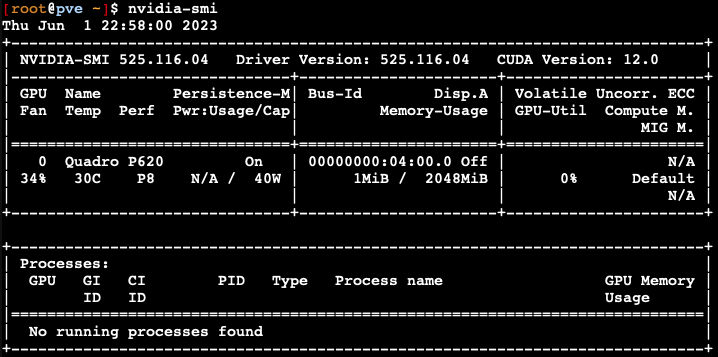 [root@pve ~]$ nvidia-smi
Thu Jun  1 22:58:00 2023
+-----------------------------------------------------------------------------+
| NVIDIA-SMI 525.116.04   Driver Version: 525.116.04   CUDA Version: 12.0     |
|-------------------------------+----------------------+----------------------+
| GPU  Name        Persistence-M| Bus-Id        Disp.A | Volatile Uncorr. ECC |
| Fan  Temp  Perf  Pwr:Usage/Cap|         Memory-Usage | GPU-Util  Compute M. |
|                               |                      |               MIG M. |
|===============================+======================+======================|
|   0  Quadro P620         On   | 00000000:04:00.0 Off |                  N/A |
| 34%   30C    P8    N/A /  40W |      1MiB /  2048MiB |      0%      Default |
|                               |                      |                  N/A |
+-------------------------------+----------------------+----------------------+

+-----------------------------------------------------------------------------+
| Processes:                                                                  |
|  GPU   GI   CI        PID   Type   Process name                  GPU Memory |
|        ID   ID                                                   Usage      |
|=============================================================================|
|  No running processes found                                                 |
+-----------------------------------------------------------------------------+